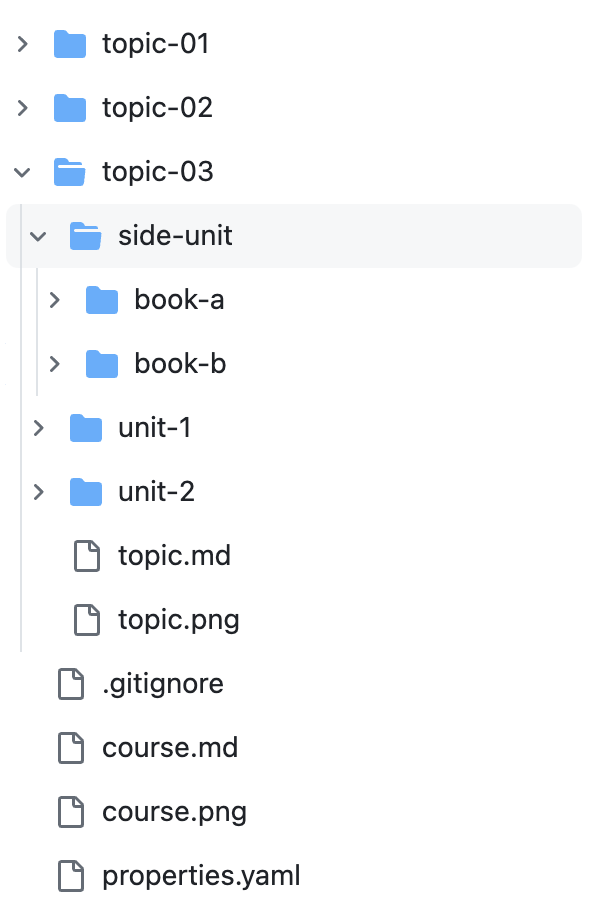 topic-01
topic-02
topic-03
side-unit
book-a
book-b
unit-1
unit-2
topic.md
topic.png
.gitignore
course.md
course.png
properties.yaml